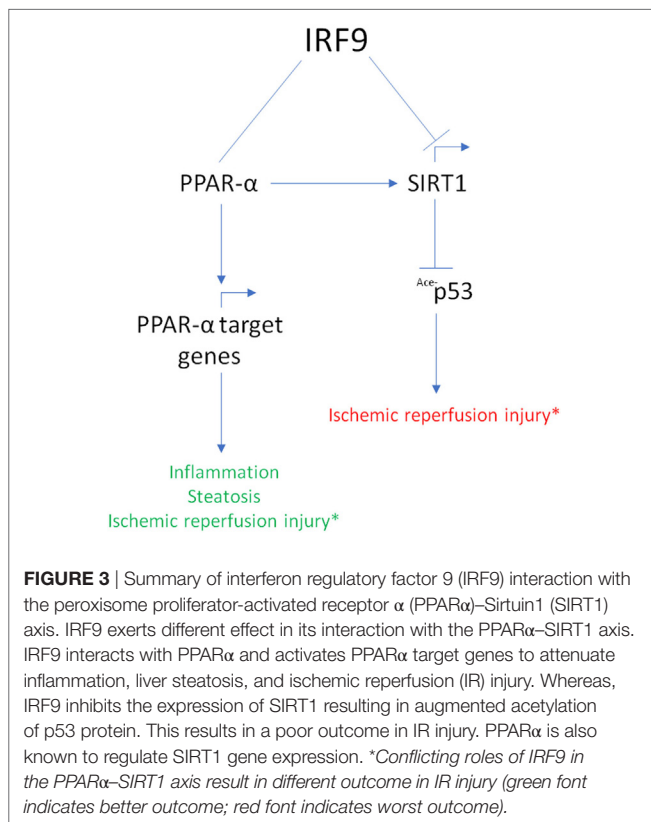 IRF9
PPAR-α
SIRT1
Ace-p53
PPAR-α target
genes
Ischemic reperfusion injury*
Inflammation
Steatosis
Ischemic reperfusion injury*
FIGURE 3 | Summary of interferon regulatory factor 9 (IRF9) interaction with
the peroxisome proliferator-activated receptor α (PPARα)–Sirtuin1 (SIRT1)
axis. IRF9 exerts different effect in its interaction with the PPARα–SIRT1 axis.
IRF9 interacts with PPARα and activates PPARα target genes to attenuate
inflammation, liver steatosis, and ischemic reperfusion (IR) injury. Whereas,
IRF9 inhibits the expression of SIRT1 resulting in augmented acetylation
of p53 protein. This results in a poor outcome in IR injury. PPARα is also
known to regulate SIRT1 gene expression. *Conflicting roles of IRF9 in
the PPARα–SIRT1 axis result in different outcome in IR injury (green font
indicates better outcome; red font indicates worst outcome).